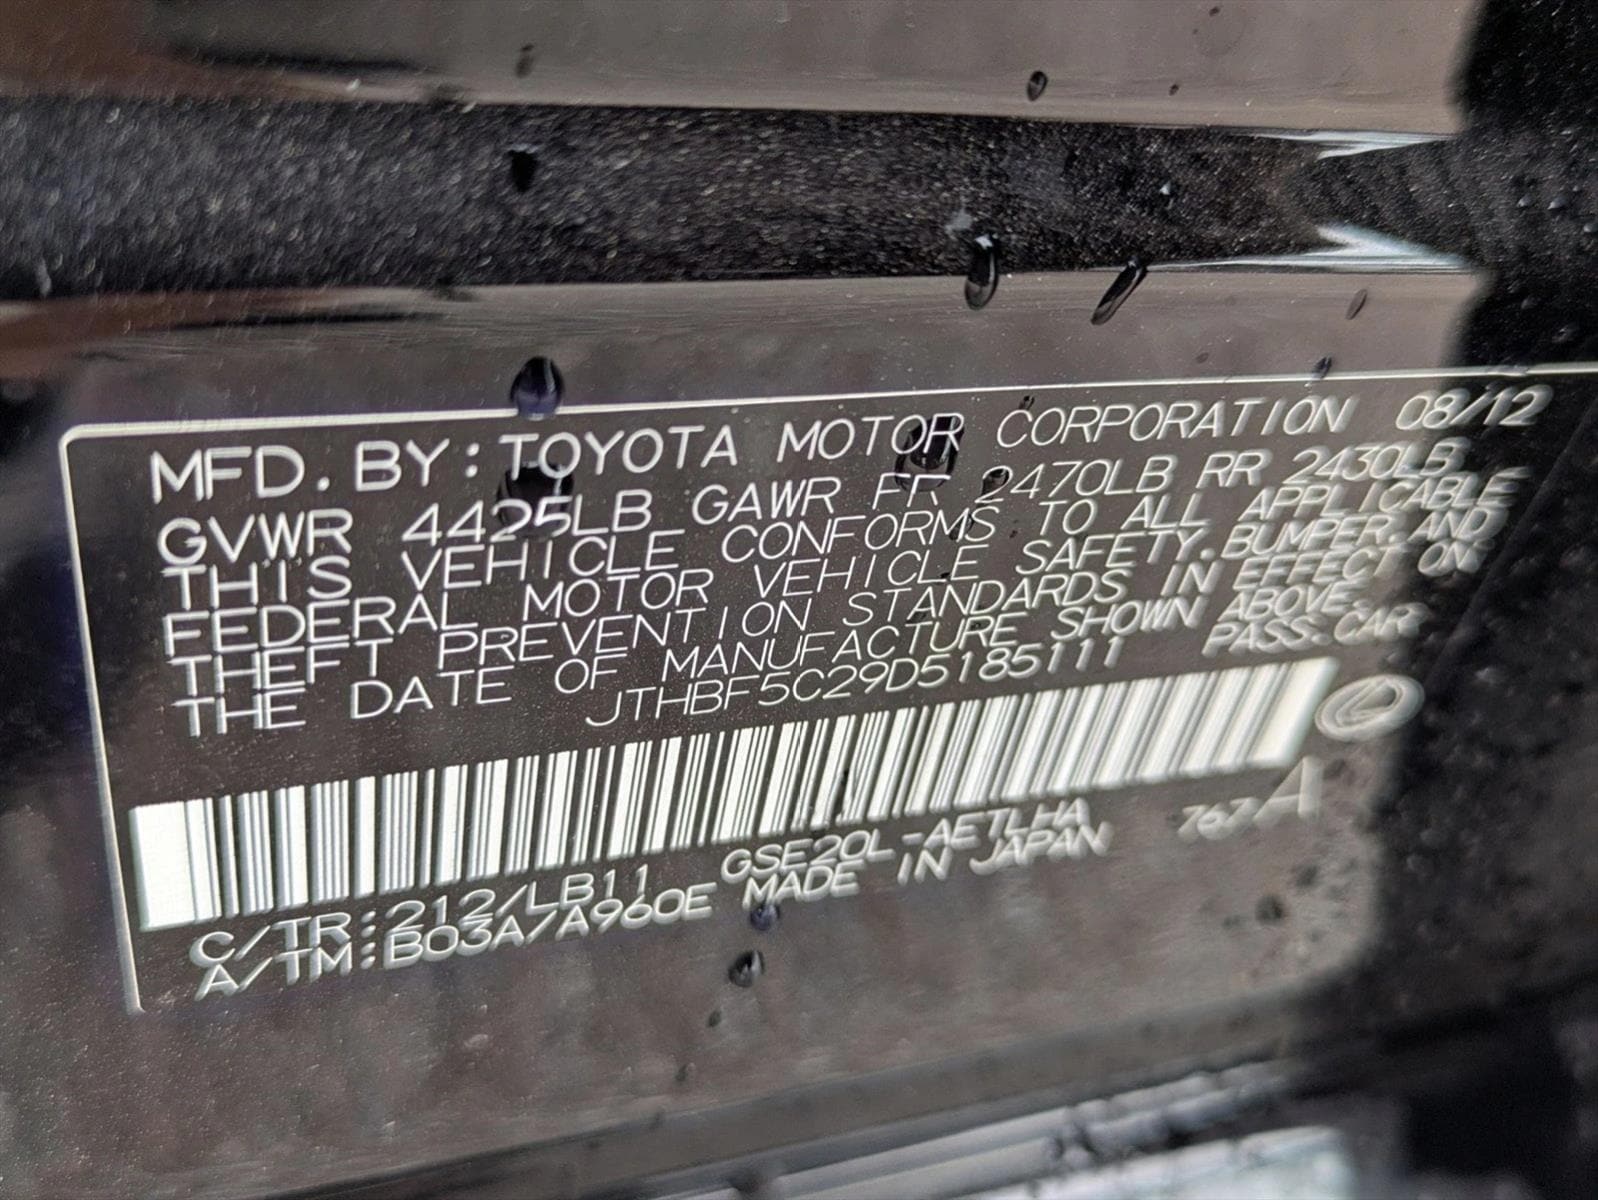 MFD. BY: TOYOTA MOTOR CORPORATION 08/12
GVWR 4425LB GAWR FR 2470LB RR 2430LB
THIS VEHICLE CONFORMS TO ALL APPLICABLE
FEDERAL MOTOR VEHICLE SAFETY, BUMPER, AND
THEFT PREVENTION STANDARDS IN EFFECT ON
THE DATE OF MANUFACTURE SHOWN ABOVE.
JTHBF5C29D5185111 PASS. CAR
C/TR:212/LB11 GSE20L-AETLHA 767A
A/TM:B03A/A960E MADE IN JAPAN